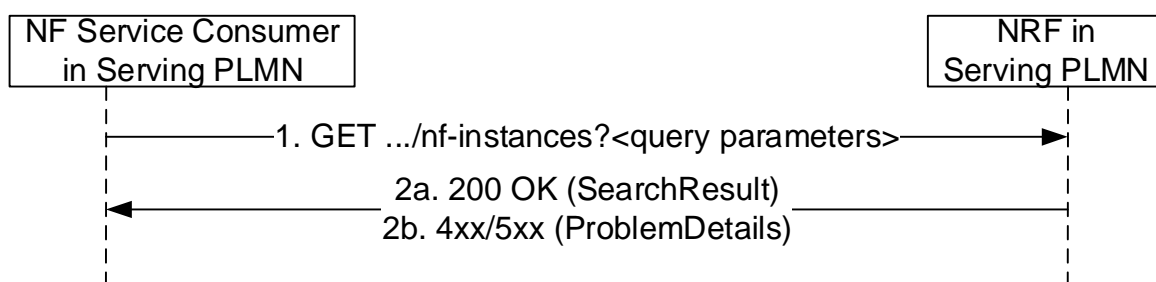 NF Service Consumer
in Serving PLMN
NRF in
Serving PLMN
1. GET .../nf-instances?<query parameters>
2a. 200 OK (SearchResult)
2b. 4xx/5xx (ProblemDetails)